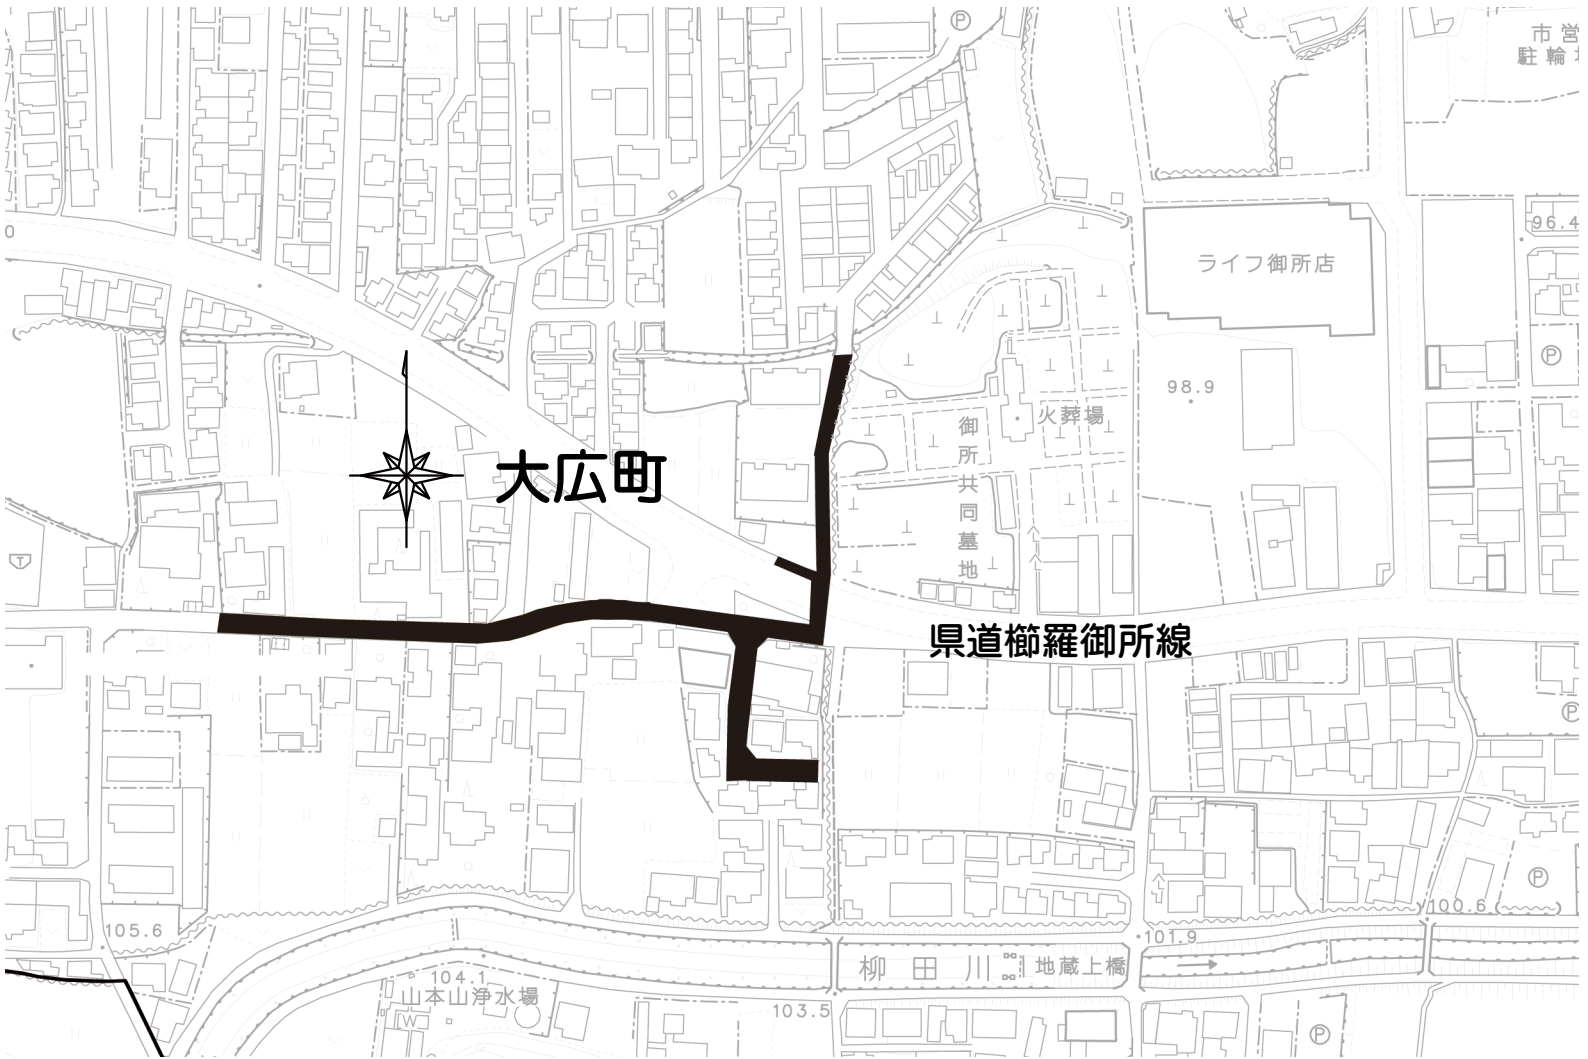 P
市営
駐輪
0
96.4
ライフ御所店
P
98.9
火葬場
御所共同墓地
大広町
T
県道櫛羅御所線
P
P
100.6
105.6
101.9
柳田川
地蔵上橋
104.1
山本山浄水場
103.5
W
P